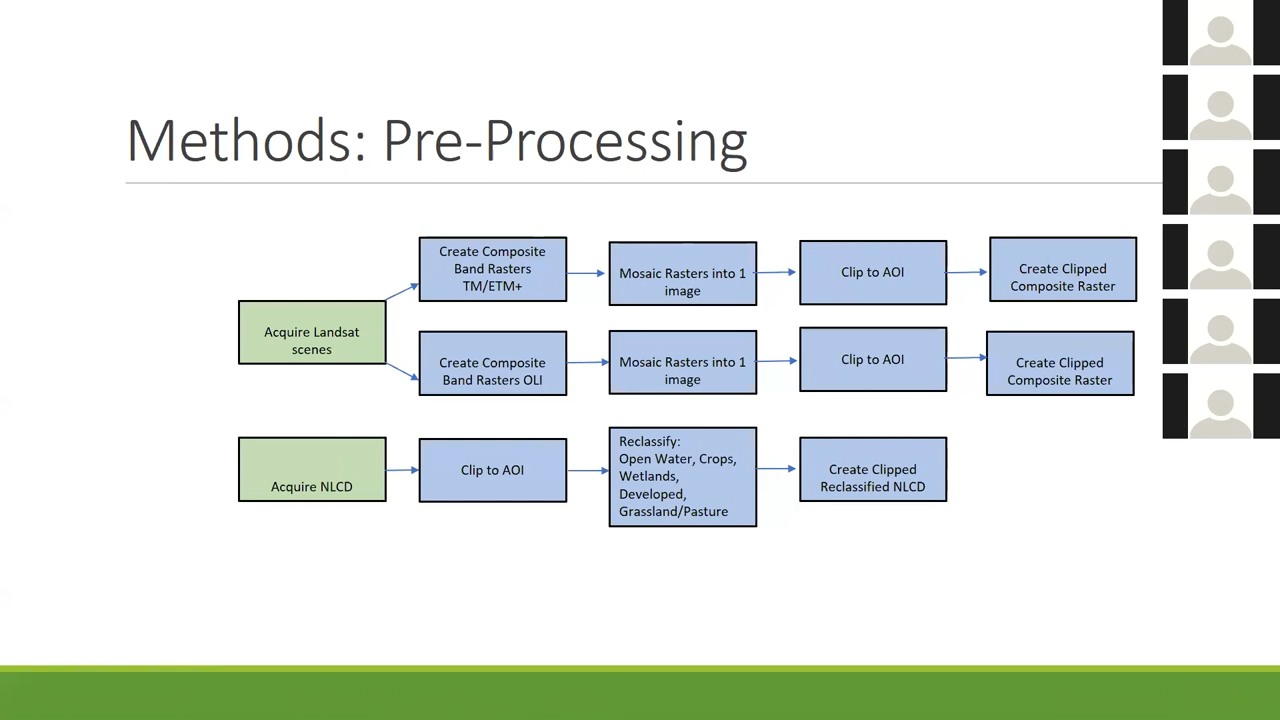 Methods: Pre-Processing
Create Composite
Band Rasters
TM/ETM+
Mosaic Rasters into 1
image
Clip to AOI
Create Clipped
Composite Raster
Acquire Landsat
scenes
Create Composite
Band Rasters OLI
Mosaic Rasters into 1
image
Clip to AOI
Create Clipped
Composite Raster
Acquire NLCD
Clip to AOI
Reclassify:
Open Water, Crops,
Wetlands,
Developed,
Grassland/Pasture
Create Clipped
Reclassified NLCD